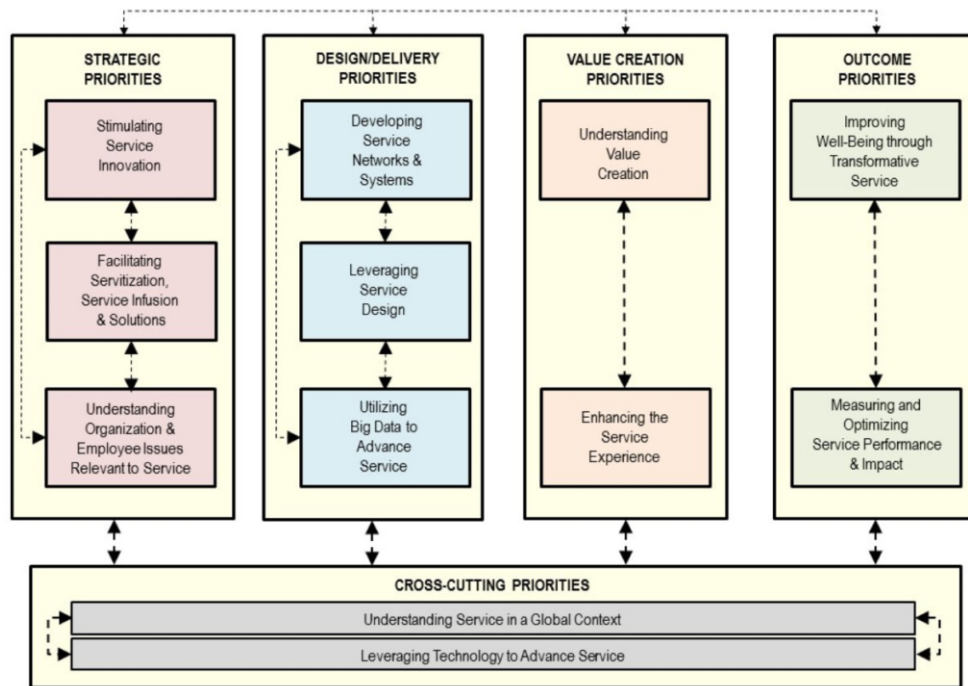 STRATEGIC
PRIORITIES
Stimulating
Service
Innovation
Facilitating
Servitization,
Service Infusion
& Solutions
Understanding
Organization &
Employee Issues
Relevant to Service
DESIGN/DELIVERY
PRIORITIES
Developing
Service
Networks &
Systems
Leveraging
Service
Design
Utilizing
Big Data to
Advance
Service
VALUE CREATION
PRIORITIES
Understanding
Value
Creation
Enhancing the
Service
Experience
OUTCOME
PRIORITIES
Improving
Well-Being through
Transformative
Service
Measuring and
Optimizing
Service Performance
& Impact
CROSS-CUTTING PRIORITIES
Understanding Service in a Global Context
Leveraging Technology to Advance Service